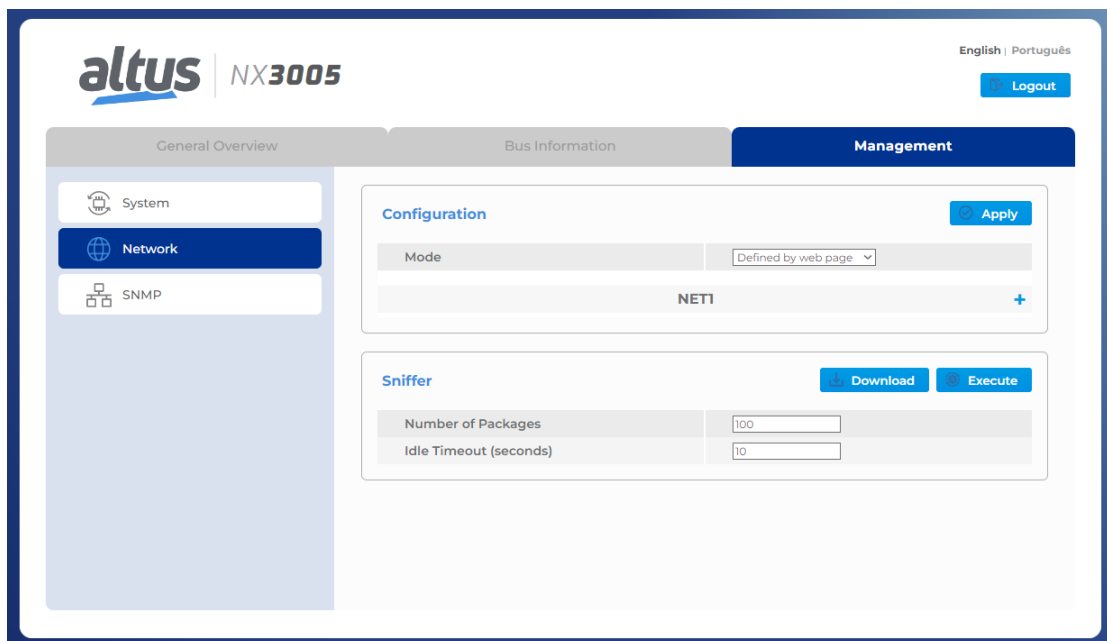 English | Português
altus | NX3005
Logout
General Overview
Bus Information
Management
System
Network
SNMP
Configuration
Apply
Mode
Defined by web page
NET1
+
Sniffer
Download
Execute
Number of Packages
100
Idle Timeout (seconds)
10